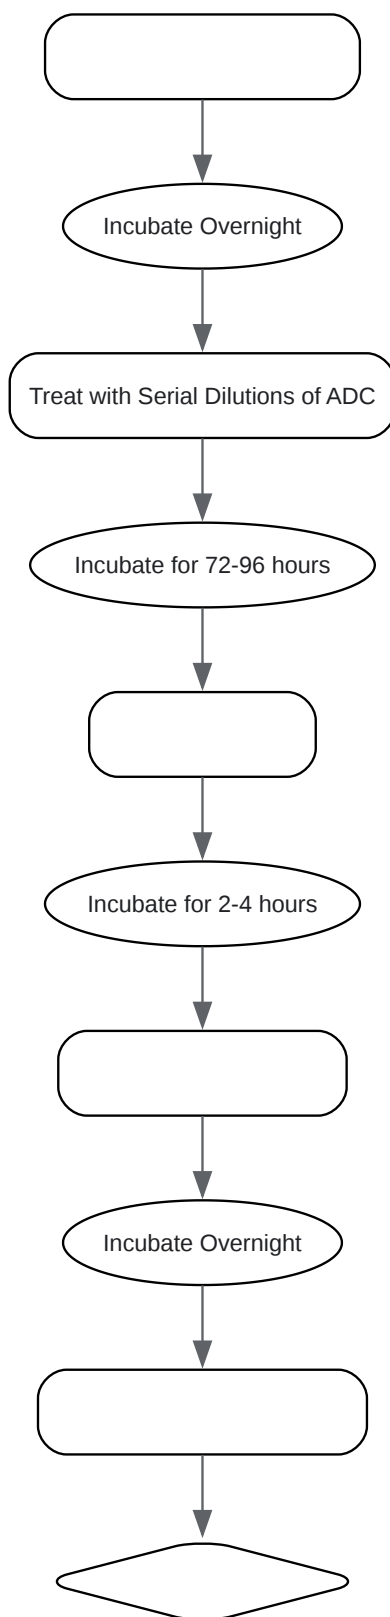 Incubate Overnight
Treat with Serial Dilutions of ADC
Incubate for 72-96 hours
Incubate for 2-4 hours
Incubate Overnight